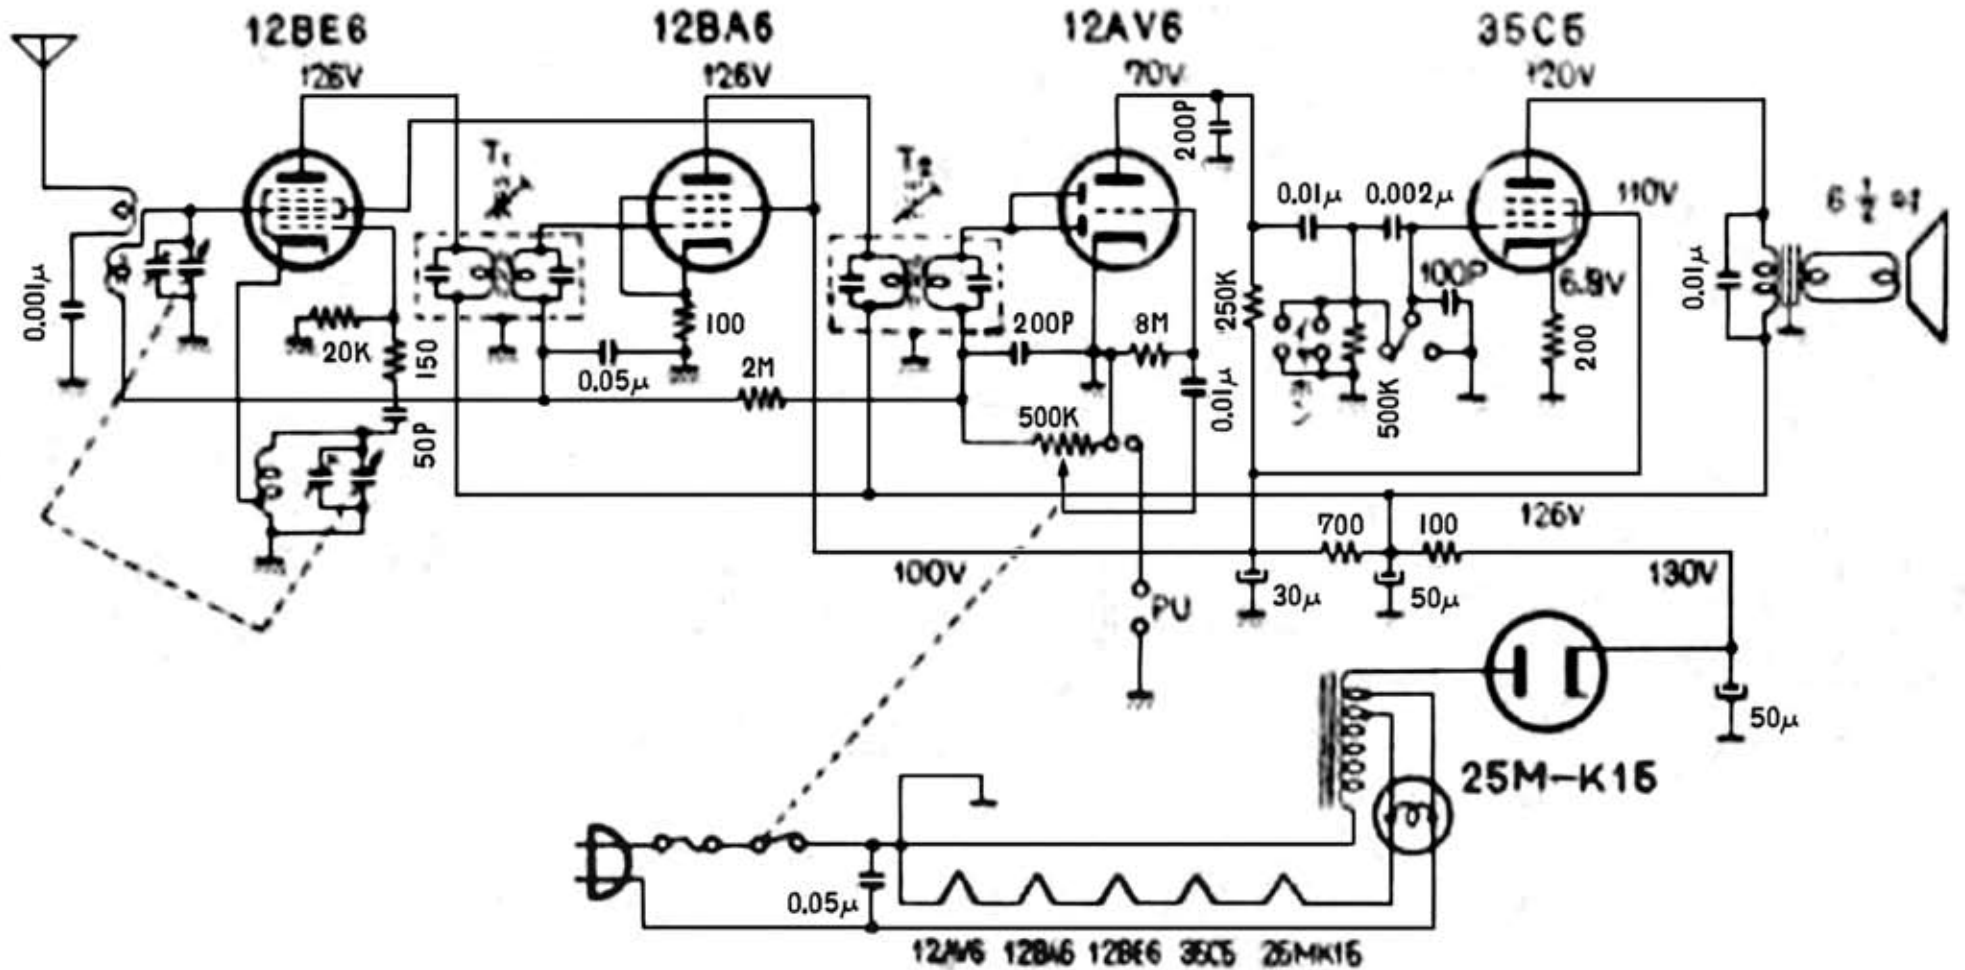 12BE6
12BA6
12AV6
35C5
126V
126V
70V
120V
200P
T₁
T₂
0.01μ
0.002μ
110V
6 ½
0.001μ
100P
6.9V
0.01μ
20K
150
100
0.05μ
2M
200P
8M
250K
0.01μ
500K
200
50P
500K
126V
700
100
100V
130V
30μ
50μ
PU
50μ
25M-K15
0.05μ
12AV6 12BA6 12BE6 35C5 25MK15